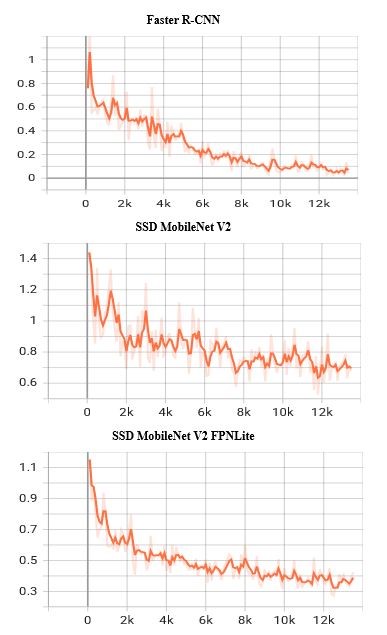 Faster R-CNN
1
0.8
0.6
0.4
0.2
0
0 2k 4k 6k 8k 10k 12k
SSD MobileNet V2
1.4
1.2
1
0.8
0.6
0 2k 4k 6k 8k 10k 12k
SSD MobileNet V2 FPNLite
1.1
0.9
0.7
0.5
0.3
0 2k 4k 6k 8k 10k 12k